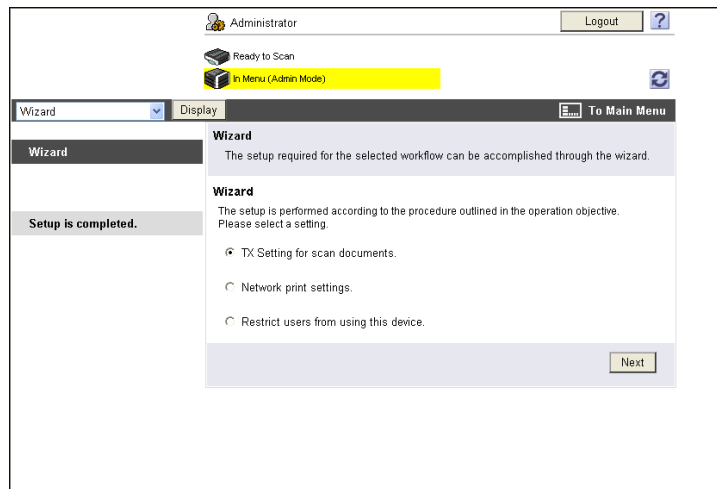 Administrator
Logout
?
Ready to Scan
In Menu (Admin Mode)
Wizard
Display
To Main Menu
Wizard
Setup is completed.
Wizard
The setup required for the selected workflow can be accomplished through the wizard.
Wizard
The setup is performed according to the procedure outlined in the operation objective.
Please select a setting.
TX Setting for scan documents.
Network print settings.
Restrict users from using this device.
Next